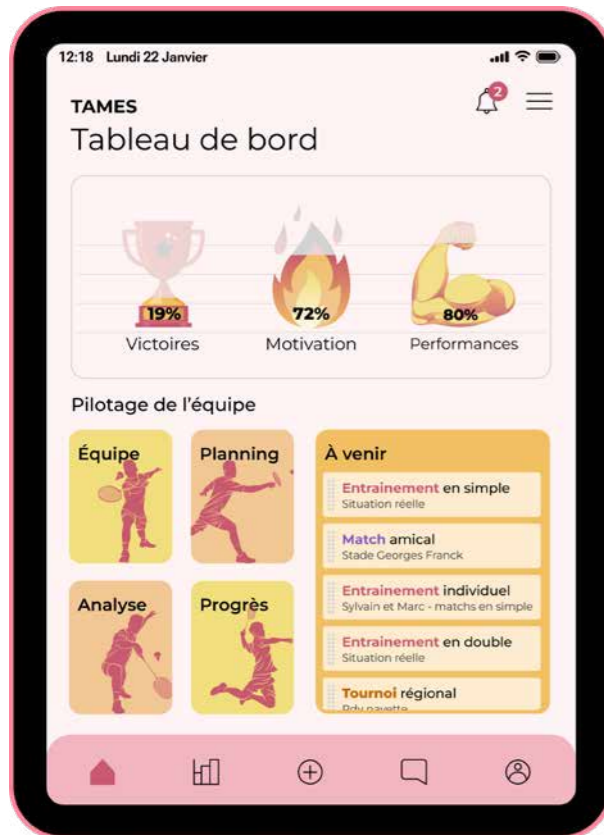 12:18 Lundi 22 Janvier
2
TAMES
Tableau de bord
19%
72%
80%
Victoires
Motivation
Performances
Pilotage de l'équipe
Équipe
Planning
Analyse
Progrès
À venir
Entrainement en simple
Situation réelle
Match amical
Stade Georges Franck
Entrainement individuel
Sylvain et Marc - matchs en simple
Entrainement en double
Situation réelle
Tournoi régional